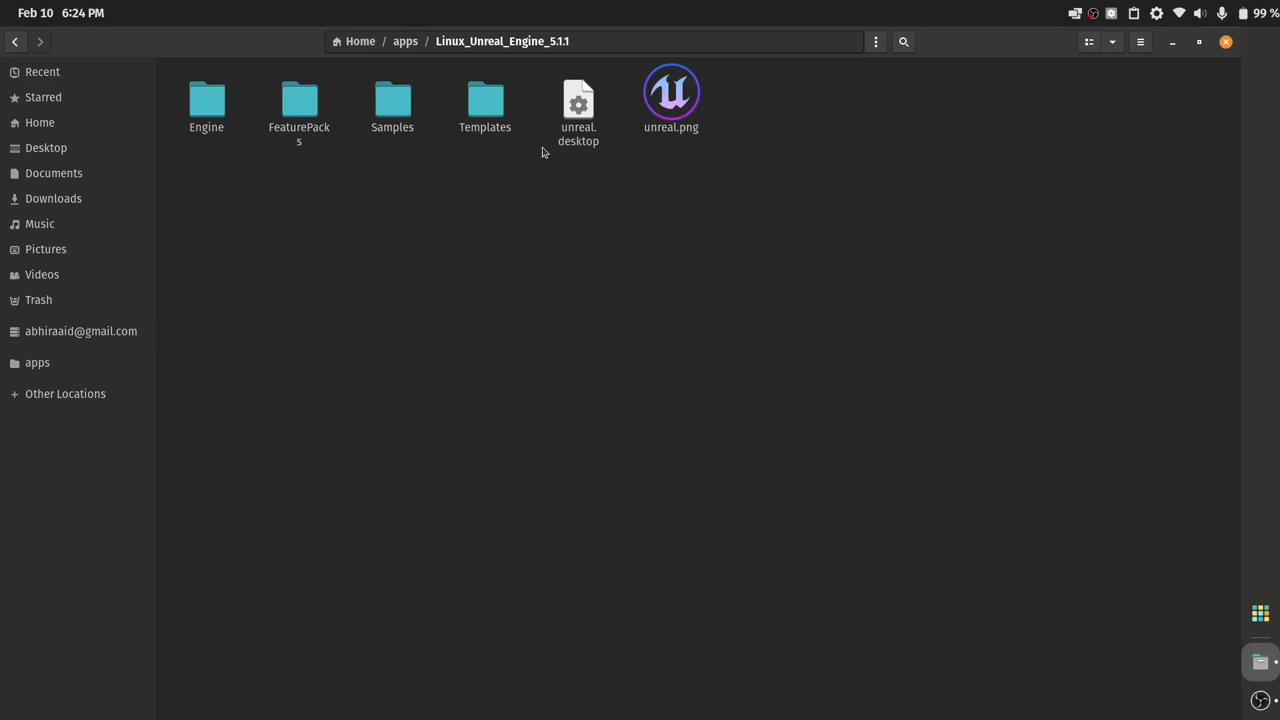 Feb 10 6:24 PM
99 %
Home / apps / Linux_Unreal_Engine_5.1.1
Recent
Starred
Home
Desktop
Documents
Downloads
Music
Pictures
Videos
Trash
abhiraaid@gmail.com
apps
+ Other Locations
Engine
FeaturePack
s
Samples
Templates
unreal.
desktop
unreal.png